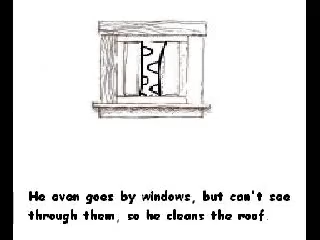 He even goes by windows, but can't see
through them, so he cleans the roof.